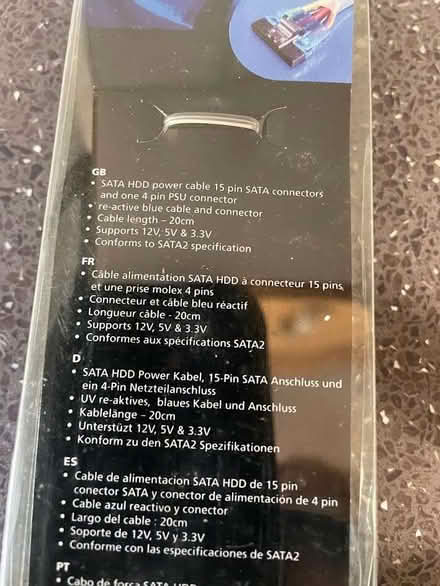 GB
• SATA HDD power cable 15 pin SATA connectors
and one 4 pin PSU connector
• re-active blue cable and connector
• Cable length – 20cm
• Supports 12V, 5V & 3.3V
• Conforms to SATA2 specification
FR
• Câble alimentation SATA HDD à connecteur 15 pins
et une prise molex 4 pins
• Connecteur et câble bleu réactif
• Longueur câble - 20cm
• Supports 12V, 5V & 3.3V
• Conformes aux spécifications SATA2
D
• SATA HDD Power Kabel, 15-Pin SATA Anschluss und
ein 4-Pin Netzteilanschluss
• UV re-aktives, blaues Kabel und Anschluss
• Kablelänge – 20cm
• Unterstüzt 12V, 5V & 3.3V
• Konform zu den SATA2 Spezifikationen
ES
• Cable de alimentacion SATA HDD de 15 pin
conector SATA y conector de alimentación de 4 pin
• Cable azul reactivo y conector
• Largo del cable : 20cm
• Soporte de 12V, 5V y 3.3V
• Conforme con las especificaciones de SATA2
PT
• Cabo de força SATA HDD